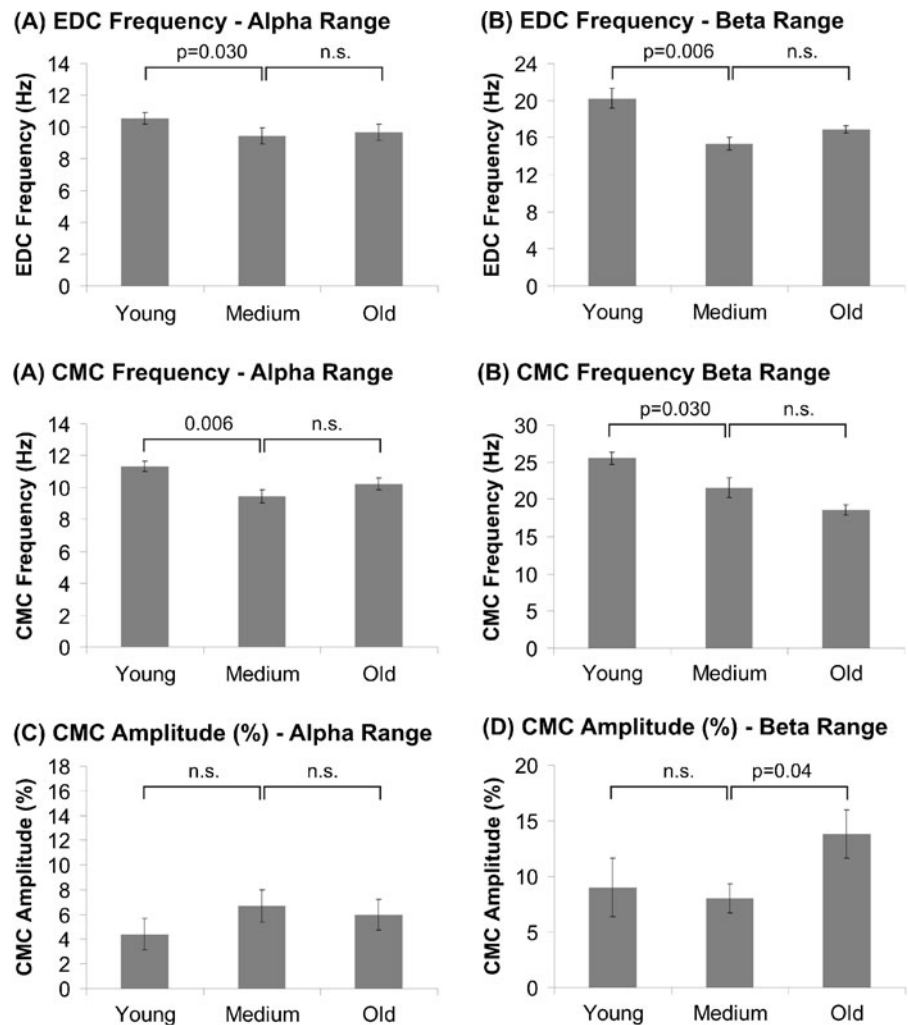 (A) EDC Frequency - Alpha Range
p=0.030
n.s.
EDC Frequency (Hz)
14
12
10
8
6
4
2
0
Young Medium Old
(B) EDC Frequency - Beta Range
p=0.006
n.s.
EDC Frequency (Hz)
24
20
16
12
8
4
0
Young Medium Old
(A) CMC Frequency - Alpha Range
0.006
n.s.
CMC Frequency (Hz)
14
12
10
8
6
4
2
0
Young Medium Old
(B) CMC Frequency Beta Range
p=0.030
n.s.
CMC Frequency (Hz)
30
25
20
15
10
5
0
Young Medium Old
(C) CMC Amplitude (%) - Alpha Range
n.s.
n.s.
CMC Amplitude (%)
18
16
14
12
10
8
6
4
2
0
Young Medium Old
(D) CMC Amplitude (%) - Beta Range
n.s.
p=0.04
CMC Amplitude (%)
20
15
10
5
0
Young Medium Old